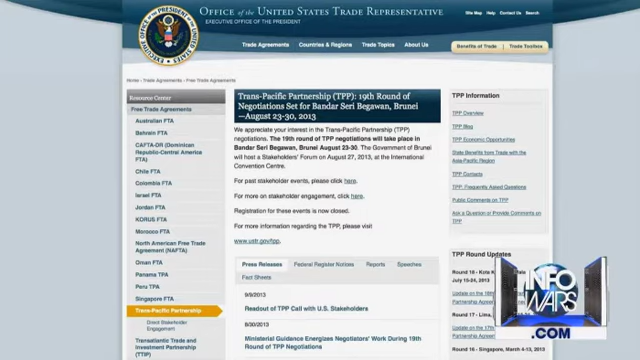 OFFICE of the UNITED STATES TRADE REPRESENTATIVE
EXECUTIVE OFFICE OF THE PRESIDENT
Site Map Help Contact Us Search
Trade Agreements Countries & Regions Trade Topics About Us
Benefits of Trade Trade Toolbox
Home › Trade Agreements › Free Trade Agreements
Resource Center
Free Trade Agreements
Australian FTA
Bahrain FTA
CAFTA-DR (Dominican
Republic-Central America
FTA)
Chile FTA
Colombia FTA
Israel FTA
Jordan FTA
KORUS FTA
Morocco FTA
North American Free Trade
Agreement (NAFTA)
Oman FTA
Panama TPA
Peru TPA
Singapore FTA
Trans-Pacific Partnership
Direct Stakeholder
Engagement
Transatlantic Trade and
Investment Partnership
(TTIP)
Trans-Pacific Partnership (TPP): 19th Round of
Negotiations Set for Bandar Seri Begawan, Brunei
—August 23-30, 2013
We appreciate your interest in the Trans-Pacific Partnership (TPP)
negotiations. The 19th round of TPP negotiations will take place in
Bandar Seri Begawan, Brunei August 23-30. The Government of Brunei
will host a Stakeholders' Forum on August 27, 2013, at the International
Convention Centre.
For past stakeholder events, please click here.
For more on stakeholder engagement, click here.
Registration for these events is now closed.
For more information regarding the TPP, please visit
www.ustr.gov/tpp.
Press Releases Federal Register Notices Reports Speeches
Fact Sheets
9/9/2013
Readout of TPP Call with U.S. Stakeholders
8/30/2013
Ministerial Guidance Energizes Negotiators' Work During 19th
Round of TPP Negotiations
TPP Information
TPP Overview
TPP Blog
TPP Economic Opportunities
State Benefits from Trade with the
Asia-Pacific Region
TPP Contacts
TPP: Frequently Asked Questions
Public Comments on TPP
Ask a Question or Provide Comments on
TPP
TPP Round Updates
Round 18 - Kota
July 15-24, 2013)
Update on the 18th
Partnership
Round 17 - Lima,
Update on the 17th
Partnership
Round 16 - Singapore, March 4-13, 2013)
INFO
WARS
.COM